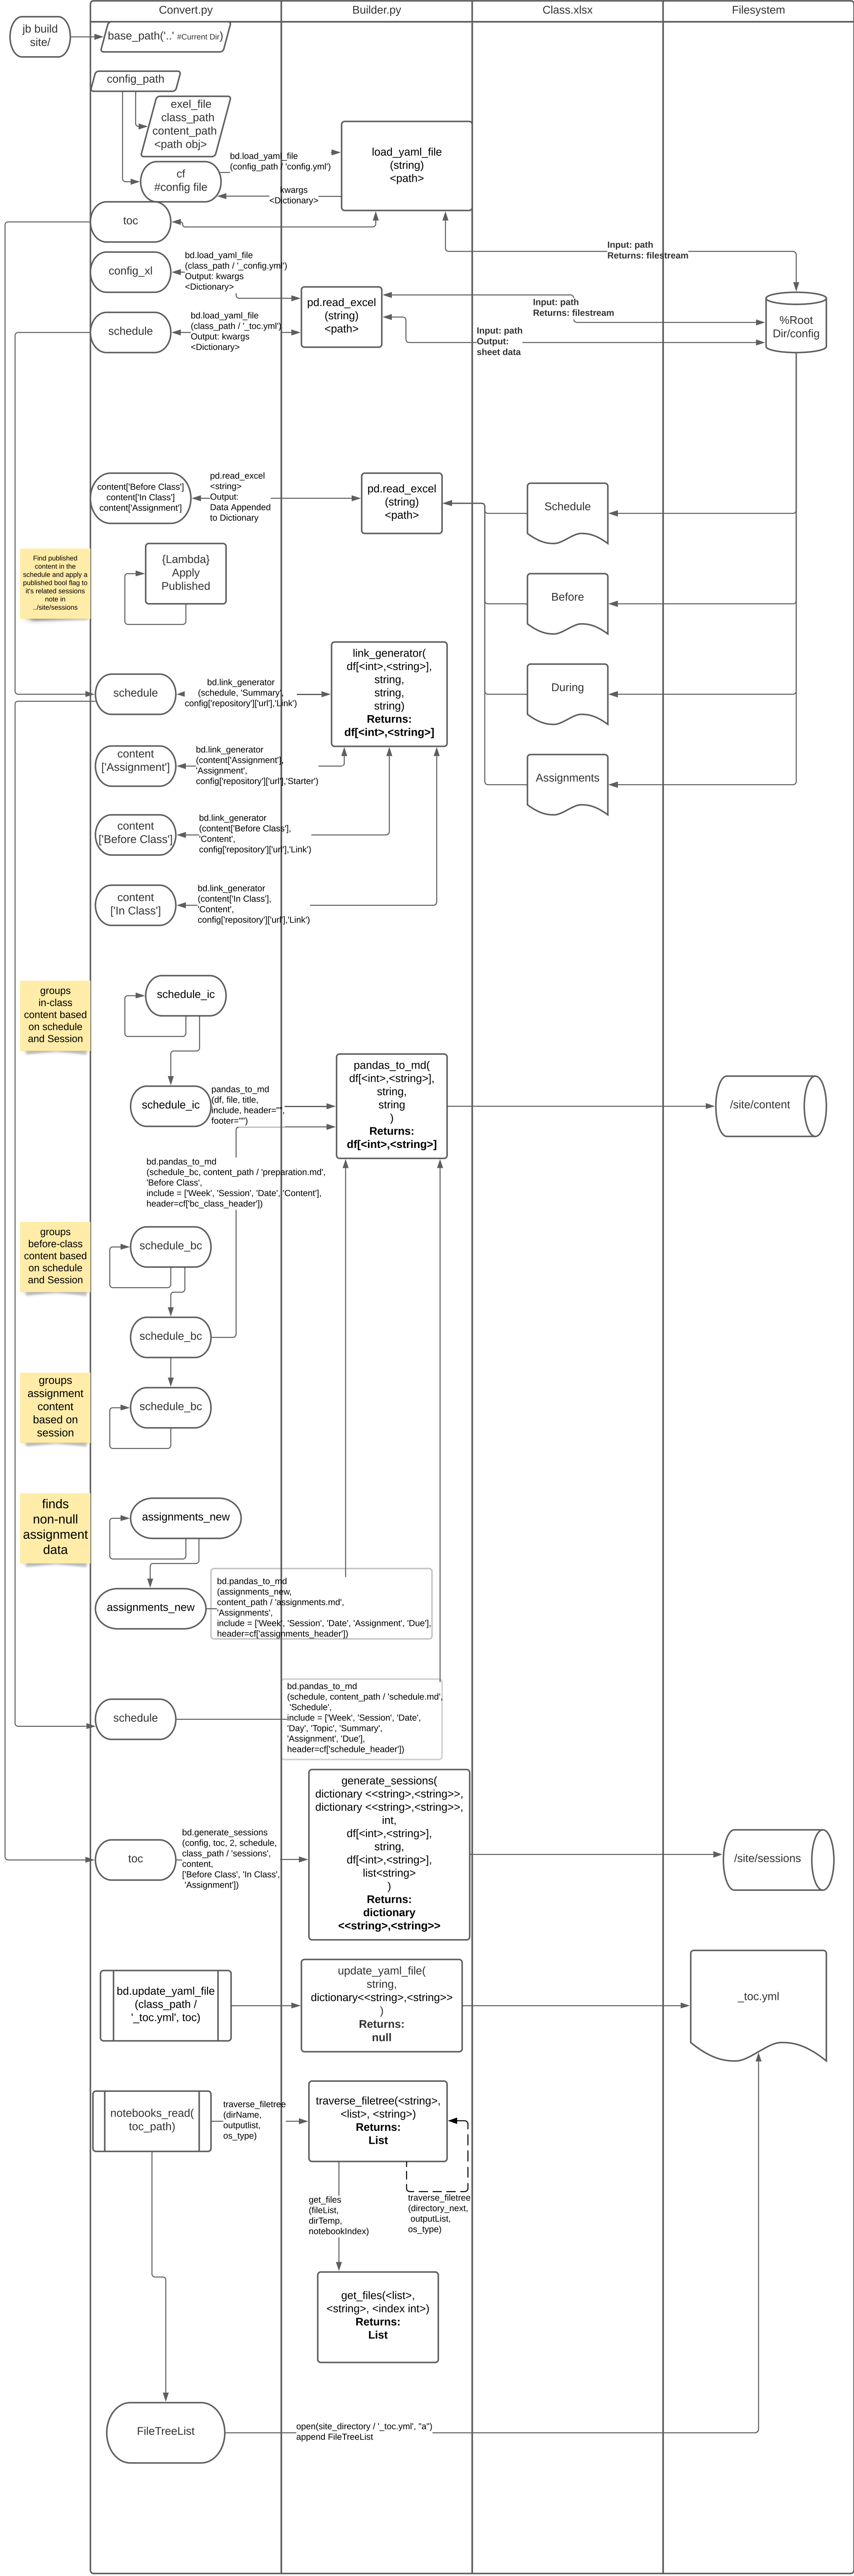 Convert.py
Builder.py
Class.xlsx
Filesystem
jb build
site/
base_path('..' #Current Dir)
config_path
exel_file
class_path
content_path
<path obj>
bd.load_yaml_file
(config_path / 'config.yml')
load_yaml_file
(string)
<path>
cf
#config file
kwargs
<Dictionary>
toc
Input: path
Returns: filestream
config_xl
bd.load_yaml_file
(class_path / '_config.yml')
Output: kwargs
<Dictionary>
pd.read_excel
(string)
<path>
Input: path
Returns: filestream
%Root
Dir/config
schedule
bd.load_yaml_file
(class_path / '_toc.yml')
Output: kwargs
<Dictionary>
Input: path
Output:
sheet data
content['Before Class']
content['In Class']
content['Assignment']
pd.read_excel
<string>
Output:
Data Appended
to Dictionary
pd.read_excel
(string)
<path>
Schedule
Find published
content in the
schedule and apply a
published bool flag to
it's related sessions
note in
../site/sessions
{Lambda}
Apply
Published
Before
schedule
bd.link_generator
(schedule, 'Summary',
config['repository']['url'],'Link')
link_generator(
df[<int>,<string>],
string,
string,
string)
Returns:
df[<int>,<string>]
During
content
['Assignment']
bd.link_generator
(content['Assignment'],
'Assignment',
config['repository']['url'],'Starter')
Assignments
content
['Before Class']
bd.link_generator
(content['Before Class'],
'Content',
config['repository']['url'],'Link')
content
['In Class']
bd.link_generator
(content['In Class'],
'Content',
config['repository']['url'],'Link')
groups
in-class
content based
on schedule
and Session
schedule_ic
schedule_ic
pandas_to_md
(df, file, title,
include, header="",
footer="")
pandas_to_md(
df[<int>,<string>],
string,
string
)
Returns:
df[<int>,<string>]
/site/content
bd.pandas_to_md
(schedule_bc, content_path / 'preparation.md',
'Before Class',
include = ['Week', 'Session', 'Date', 'Content'],
header=cf['bc_class_header'])
groups
before-class
content based
on schedule
and Session
schedule_bc
schedule_bc
groups
assignment
content
based on
session
schedule_bc
finds
non-null
assignment
data
assignments_new
assignments_new
bd.pandas_to_md
(assignments_new,
content_path / 'assignments.md',
'Assignments',
include = ['Week', 'Session', 'Date', 'Assignment', 'Due'],
header=cf['assignments_header'])
schedule
bd.pandas_to_md
(schedule, content_path / 'schedule.md',
'Schedule',
include = ['Week', 'Session', 'Date',
'Day', 'Topic', 'Summary',
'Assignment', 'Due'],
header=cf['schedule_header'])
toc
bd.generate_sessions
(config, toc, 2, schedule,
class_path / 'sessions',
content,
['Before Class', 'In Class',
'Assignment'])
generate_sessions(
dictionary <<string>,<string>>,
dictionary <<string>,<string>>,
int,
df[<int>,<string>],
string,
df[<int>,<string>],
list<string>
)
Returns:
dictionary
<<string>,<string>>
/site/sessions
bd.update_yaml_file
(class_path /
'_toc.yml', toc)
update_yaml_file(
string,
dictionary<<string>,<string>>
)
Returns:
null
_toc.yml
notebooks_read(
toc_path)
traverse_filetree
(dirName,
outputlist,
os_type)
traverse_filetree(<string>,
<list>, <string>)
Returns:
List
get_files
(fileList,
dirTemp,
notebookIndex)
traverse_filetree
(directory_next,
outputList,
os_type)
get_files(<list>,
<string>, <index int>)
Returns:
List
FileTreeList
open(site_directory / '_toc.yml', "a")
append FileTreeList